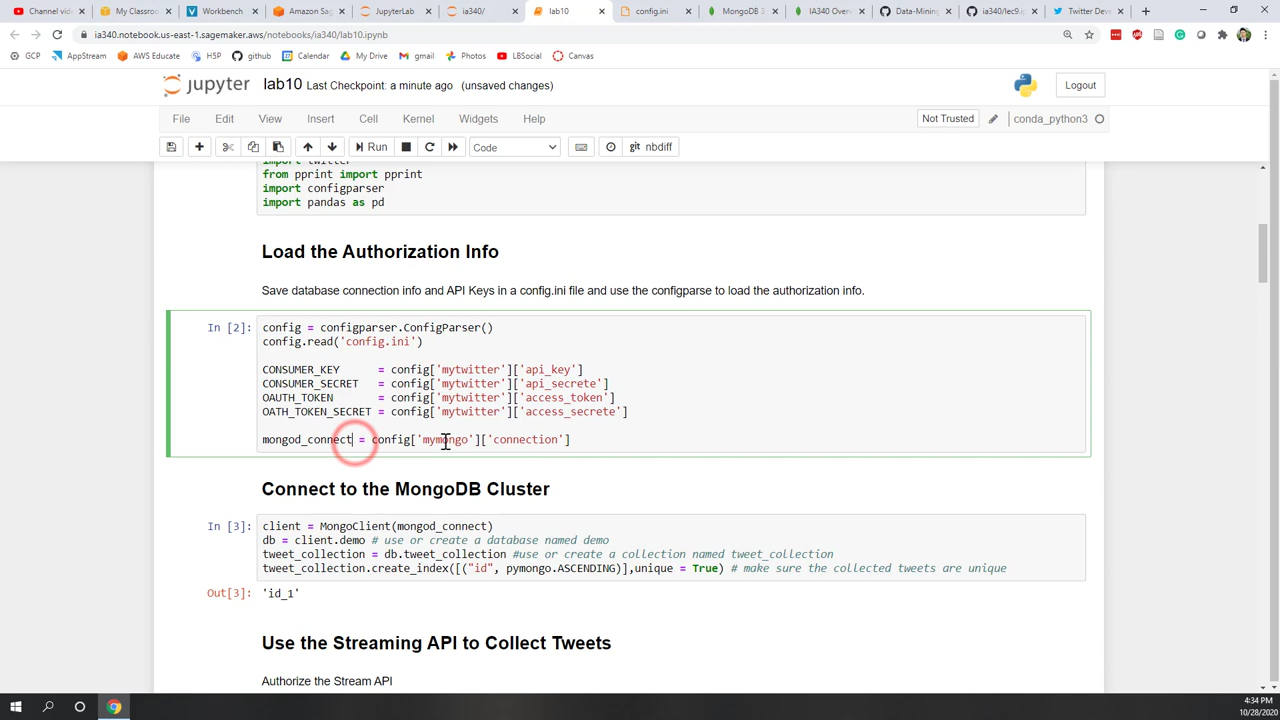 Channel video
My Classroo
Workbench
Amazon Sag
JupyterLab
ia340/
lab10
config.ini
MongoDB 3
IA340 Over
Data-Mining
ia340/lec9.ip
Twitter Deve
ia340.notebook.us-east-1.sagemaker.aws/notebooks/ia340/lab10.ipynb
GCP
AppStream
AWS Educate
H5P
github
Calendar
My Drive
gmail
Photos
LBSocial
Canvas
jupyter
lab10 Last Checkpoint: a minute ago (unsaved changes)
Logout
File Edit View Insert Cell Kernel Widgets Help
Not Trusted
conda_python3
Run
Code
git nbdiff
import twitter
from pprint import pprint
import configparser
import pandas as pd
Load the Authorization Info
Save database connection info and API Keys in a config.ini file and use the configparse to load the authorization info.
In [2]: config = configparser.ConfigParser()
config.read('config.ini')
CONSUMER_KEY = config['mytwitter']['api_key']
CONSUMER_SECRET = config['mytwitter']['api_secrete']
OAUTH_TOKEN = config['mytwitter']['access_token']
OATH_TOKEN_SECRET = config['mytwitter']['access_secrete']
mongod_connect = config['mymongo']['connection']
Connect to the MongoDB Cluster
In [3]: client = MongoClient(mongod_connect)
db = client.demo # use or create a database named demo
tweet_collection = db.tweet_collection #use or create a collection named tweet_collection
tweet_collection.create_index([("id", pymongo.ASCENDING)],unique = True) # make sure the collected tweets are unique
Out[3]: 'id_1'
Use the Streaming API to Collect Tweets
Authorize the Stream API
4:34 PM
10/28/2020